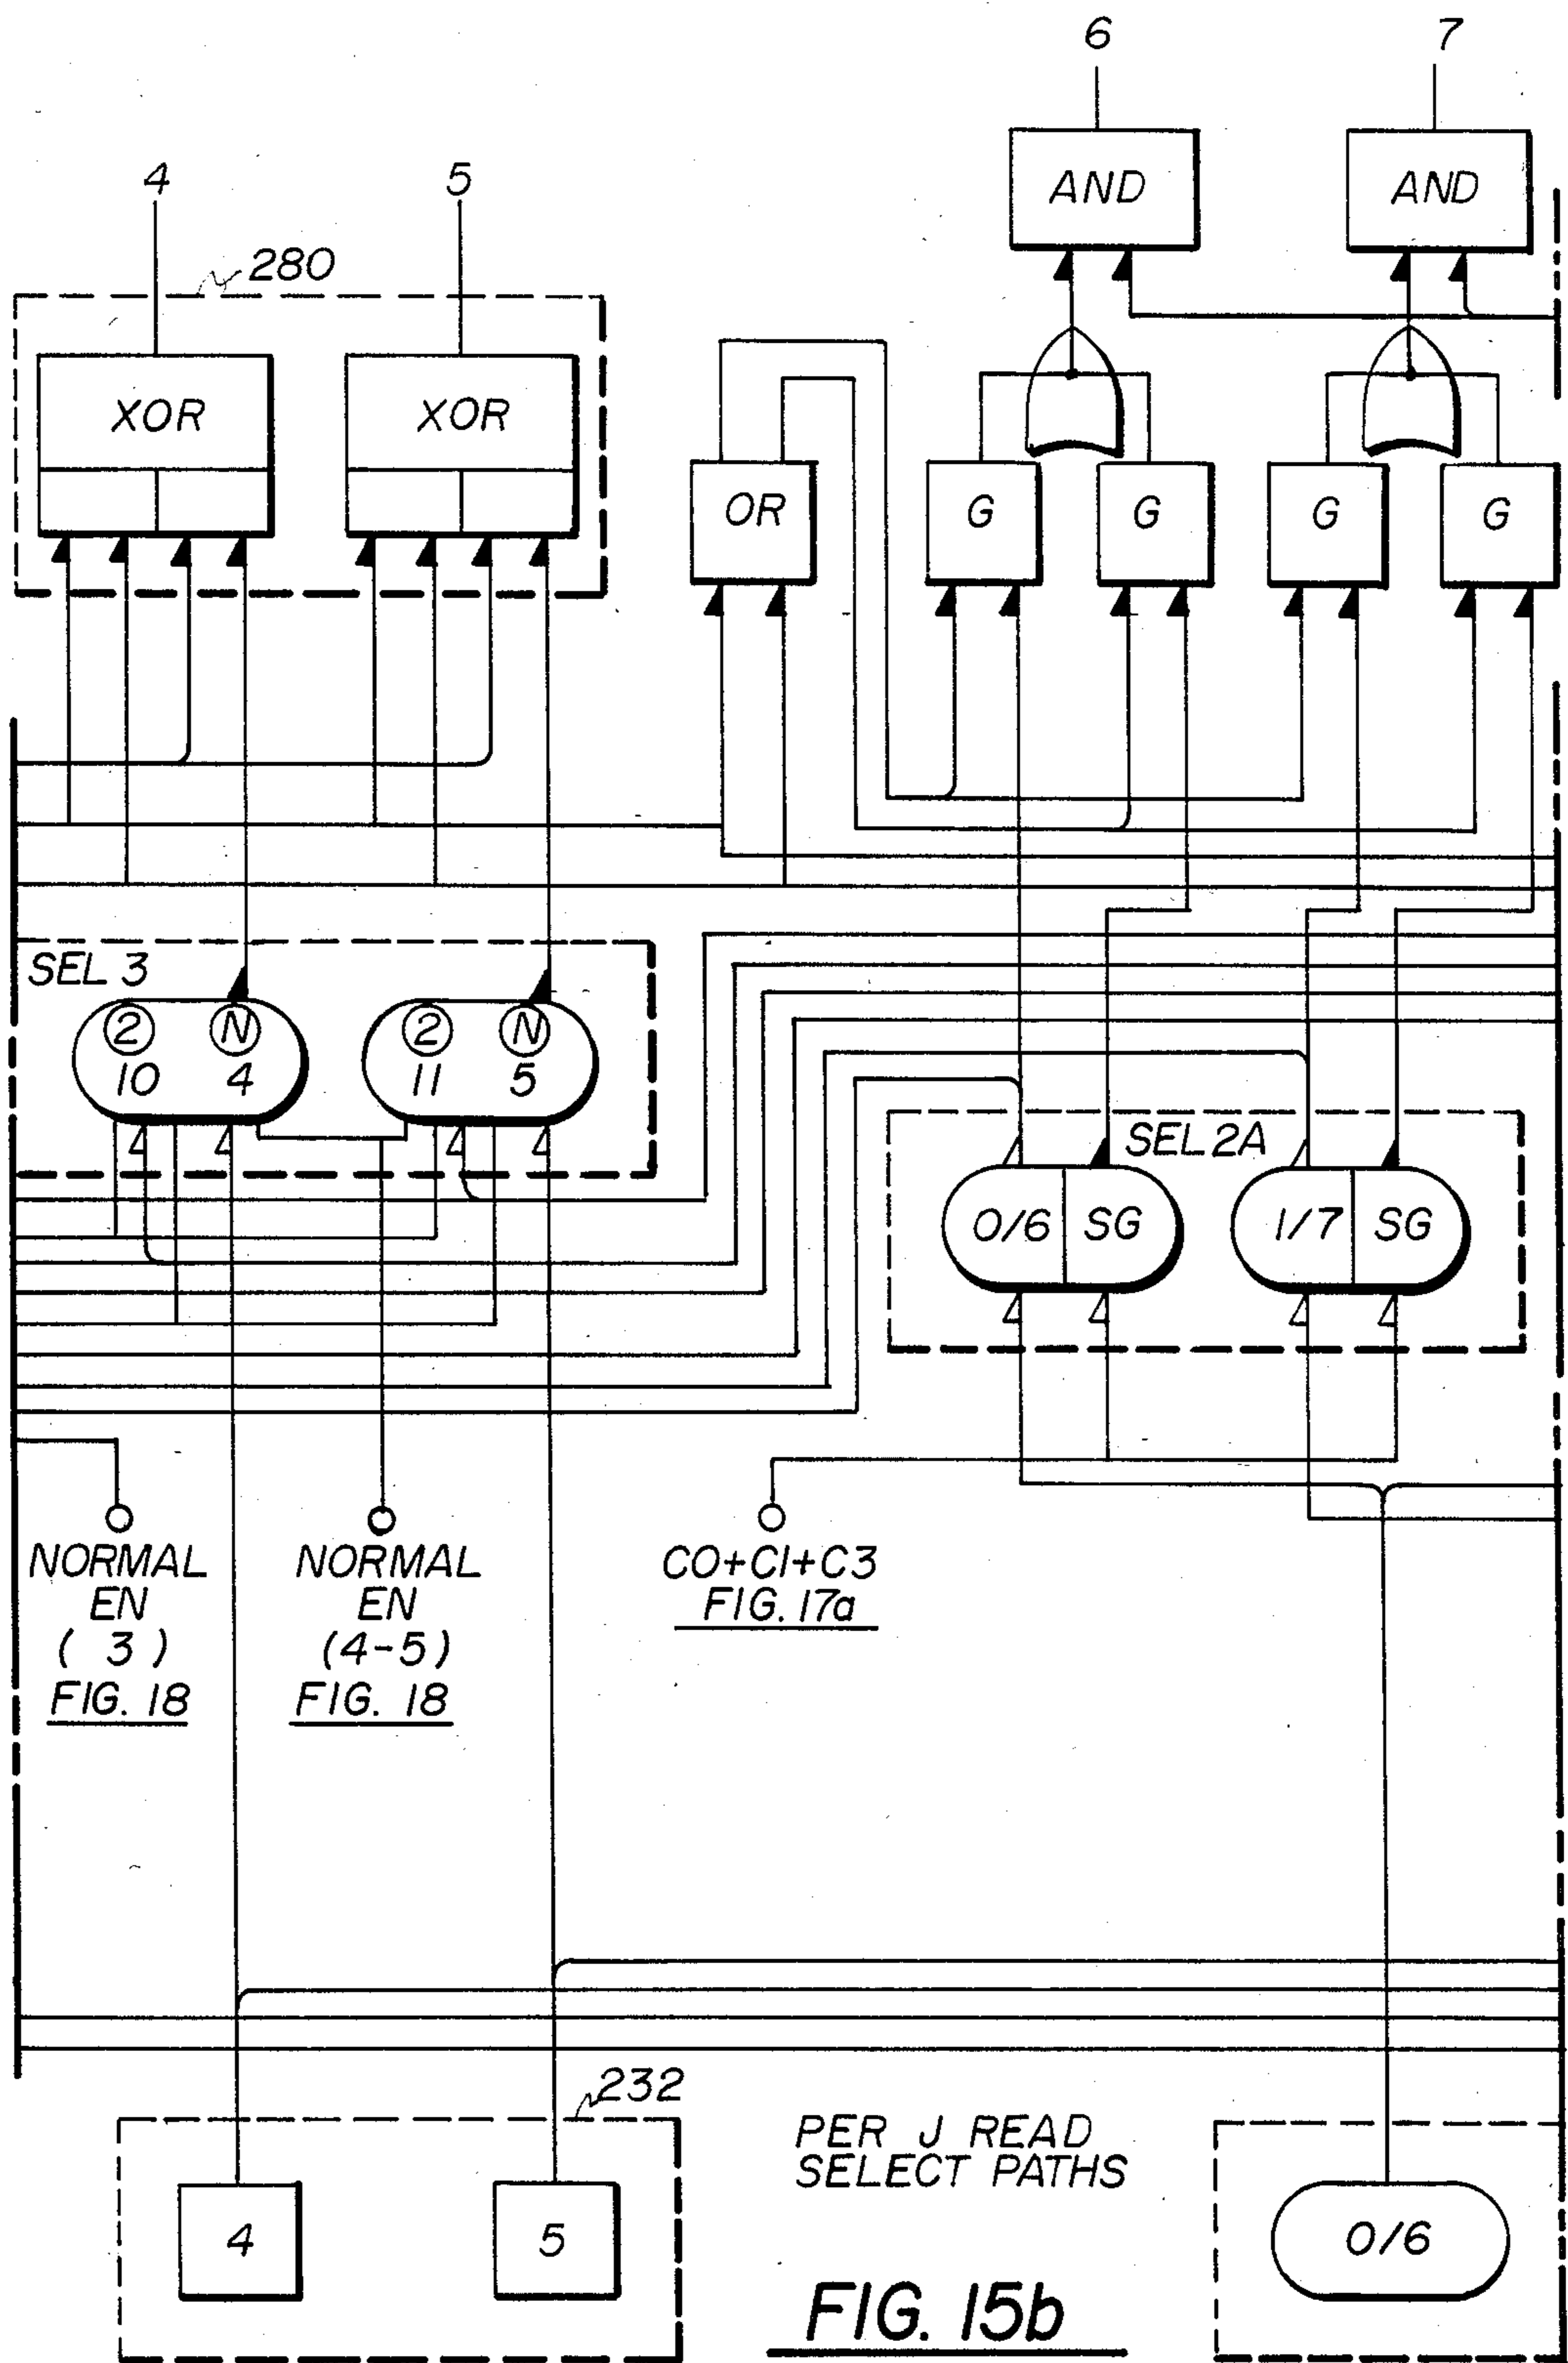 6 7
4 5
AND AND
280
XOR XOR
OR G G G G
SEL 3
2 N 2 N
10 4 11 5
SEL 2A
0/6 SG 1/7 SG
NORMAL
EN
( 3 )
FIG. 18
NORMAL
EN
(4-5)
FIG. 18
C0+C1+C3
FIG. 17a
232
PER J READ
SELECT PATHS
4 5 0/6
FIG. 15b